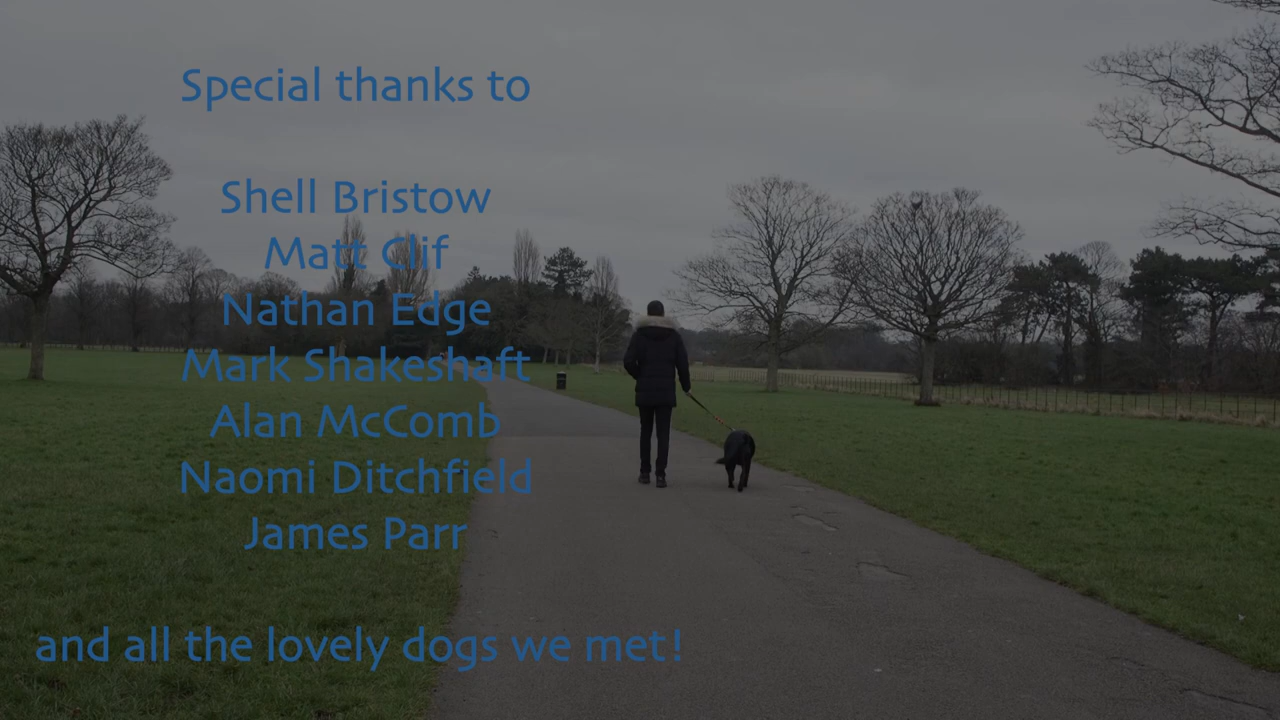 Special thanks to
Shell Bristow
Matt Clif
Nathan Edge
Mark Shakeshaft
Alan McComb
Naomi Ditchfield
James Parr
and all the lovely dogs we met!